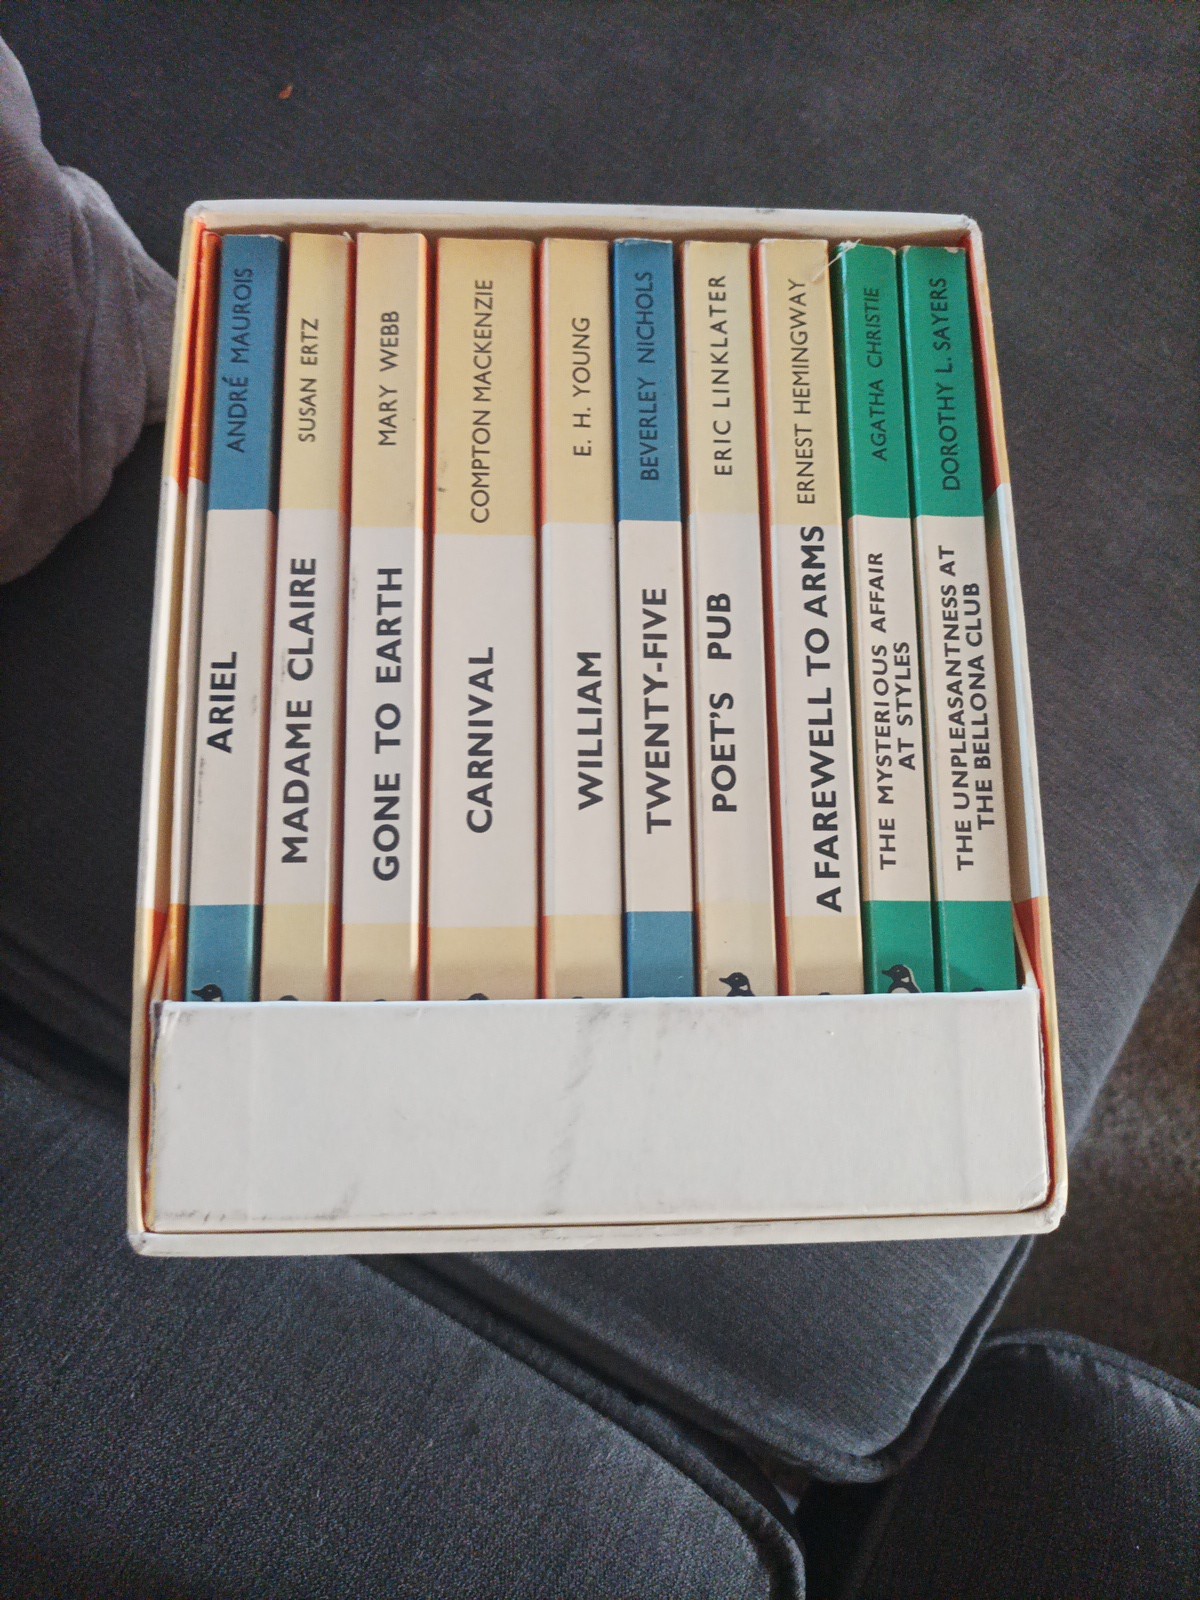 ANDRÉ MAUROIS
ARIEL
SUSAN ERTZ
MADAME CLAIRE
MARY WEBB
GONE TO EARTH
COMPTON MACKENZIE
CARNIVAL
E. H. YOUNG
WILLIAM
BEVERLEY NICHOLS
TWENTY-FIVE
ERIC LINKLATER
POET'S PUB
ERNEST HEMINGWAY
A FAREWELL TO ARMS
AGATHA CHRISTIE
THE MYSTERIOUS AFFAIR
AT STYLES
DOROTHY L. SAYERS
THE UNPLEASANTNESS AT
THE BELLONA CLUB